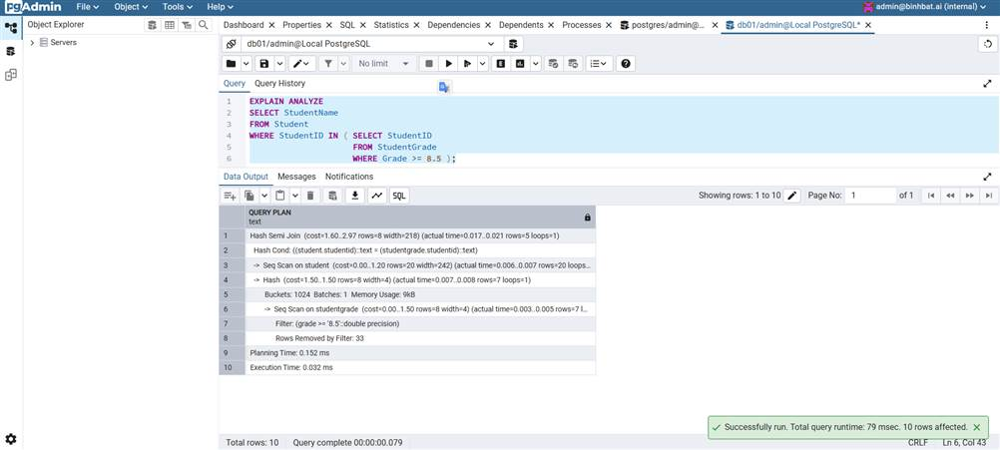 pgAdmin File Object Tools Help admin@binhbat.ai (internal)
Object Explorer Dashboard Properties SQL Statistics Dependencies Dependents Processes postgres/admin@... db01/admin@Local PostgreSQL*
Servers
db01/admin@Local PostgreSQL
No limit
Query Query History
1 EXPLAIN ANALYZE
2 SELECT StudentName
3 FROM Student
4 WHERE StudentID IN ( SELECT StudentID
5 FROM StudentGrade
6 WHERE Grade >= 8.5 );
Data Output Messages Notifications
SQL Showing rows: 1 to 10 Page No: 1 of 1
QUERY PLAN
text
1 Hash Semi Join (cost=1.60..2.97 rows=8 width=218) (actual time=0.017..0.021 rows=5 loops=1)
2 Hash Cond: ((student.studentid)::text = (studentgrade.studentid)::text)
3 -> Seq Scan on student (cost=0.00..1.20 rows=20 width=242) (actual time=0.006..0.007 rows=20 loops...
4 -> Hash (cost=1.50..1.50 rows=8 width=4) (actual time=0.007..0.008 rows=7 loops=1)
5 Buckets: 1024 Batches: 1 Memory Usage: 9kB
6 -> Seq Scan on studentgrade (cost=0.00..1.50 rows=8 width=4) (actual time=0.003..0.005 rows=7 l...
7 Filter: (grade >= '8.5'::double precision)
8 Rows Removed by Filter: 33
9 Planning Time: 0.152 ms
10 Execution Time: 0.032 ms
Successfully run. Total query runtime: 79 msec. 10 rows affected.
Total rows: 10 Query complete 00:00:00.079 CRLF Ln 6, Col 43